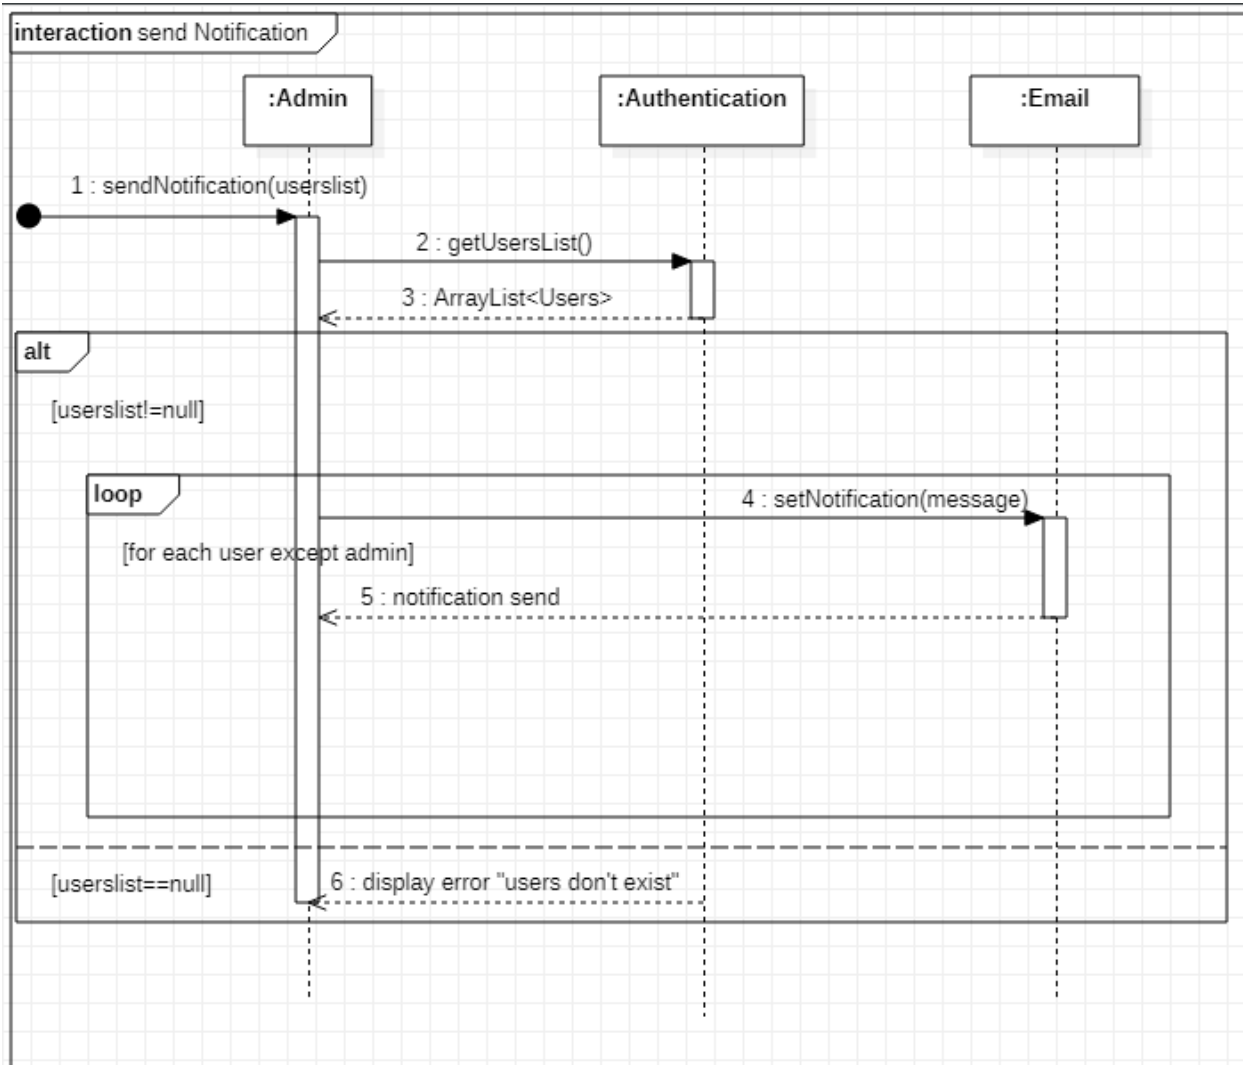 interaction send Notification
:Admin
:Authentication
:Email
1 : sendNotification(userslist)
2 : getUsersList()
3 : ArrayList<Users>
alt
[userslist!=null]
loop
4 : setNotification(message)
[for each user except admin]
5 : notification send
[userslist==null]
6 : display error "users don't exist"